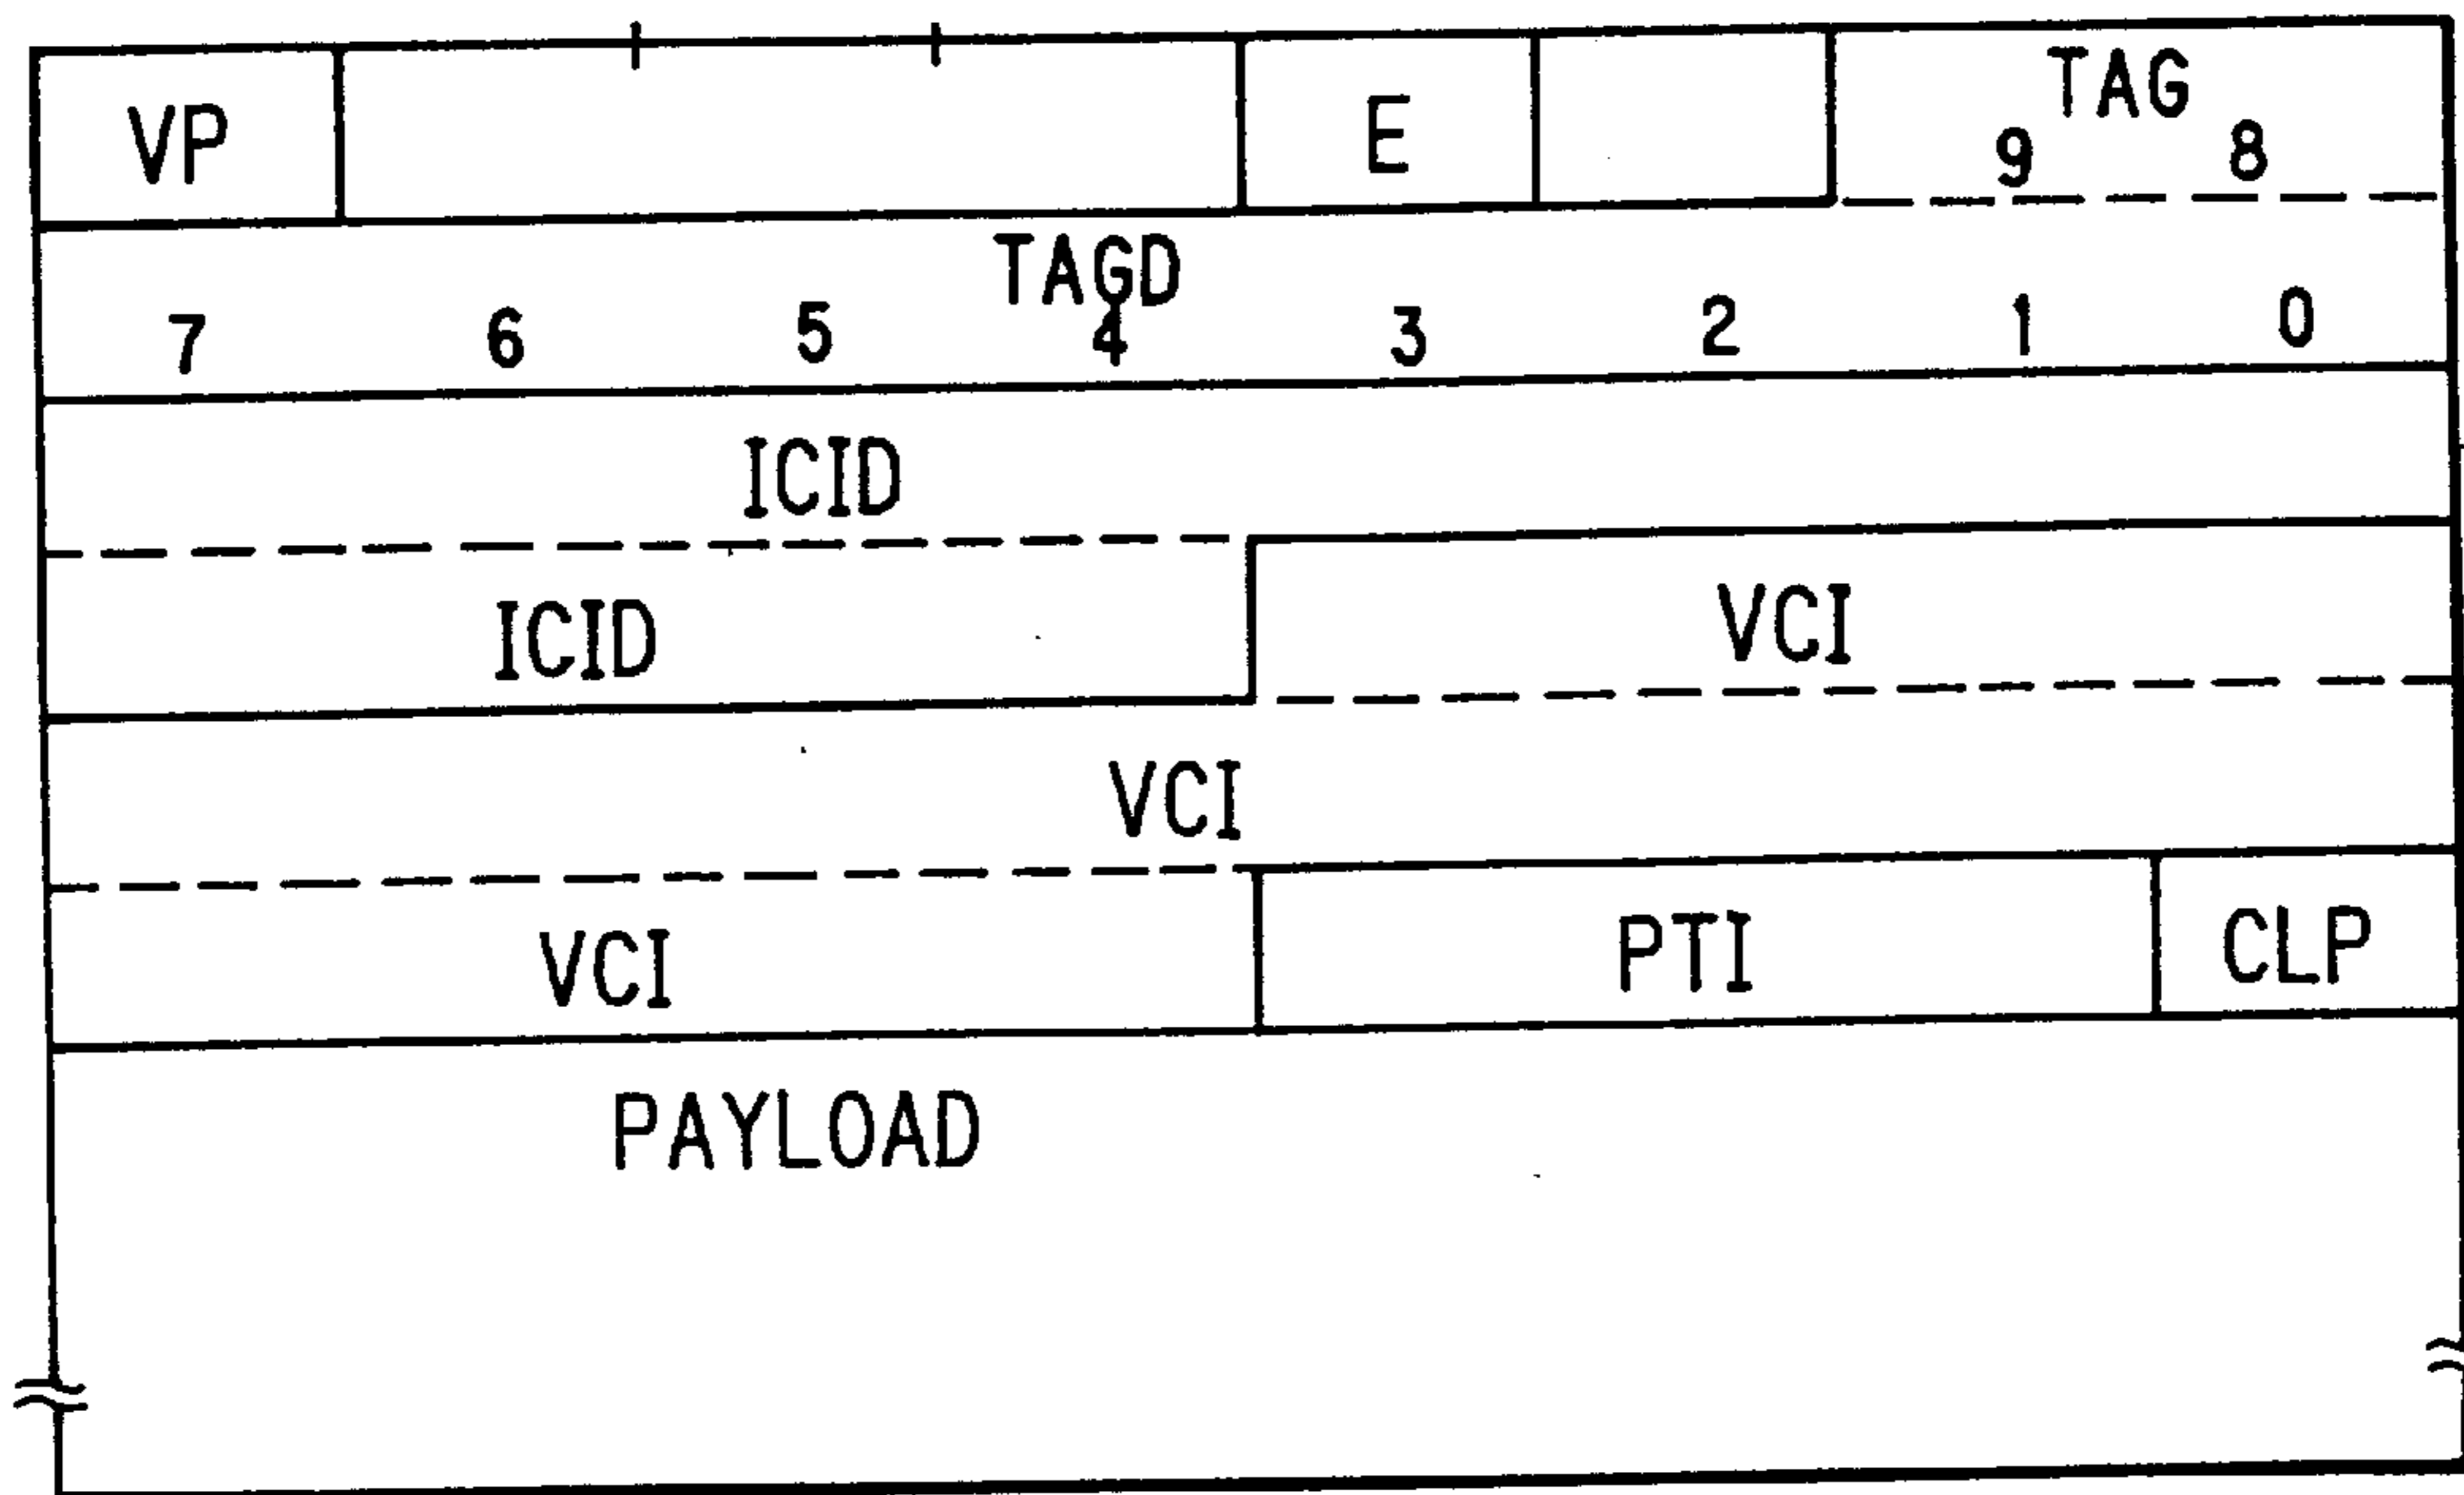 VP E TAG
9 8
TAGD
7 6 5 4 3 2 1 0
ICID
ICID VCI
VCI
VCI PTI CLP
PAYLOAD